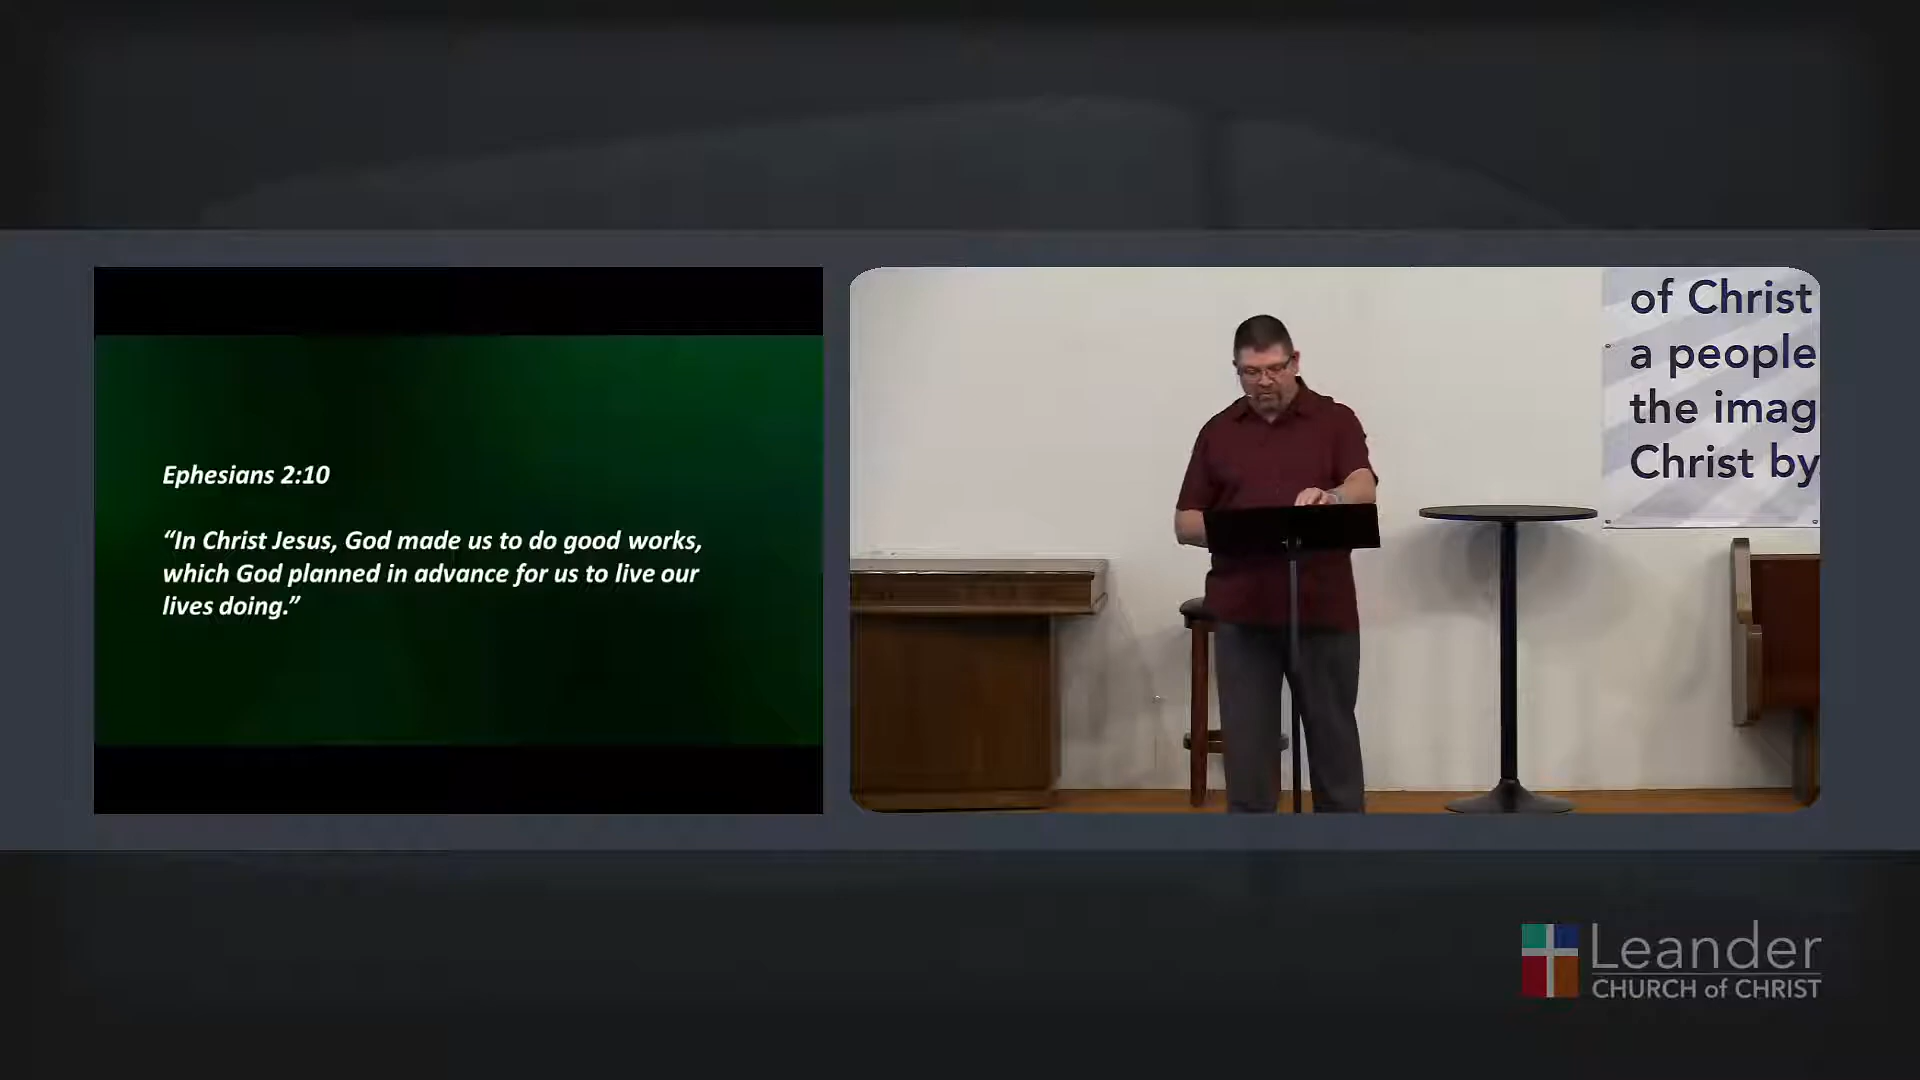 Ephesians 2:10
“In Christ Jesus, God made us to do good works,
which God planned in advance for us to live our
lives doing.”
of Christ
a people
the imag
Christ by
Leander
CHURCH of CHRIST